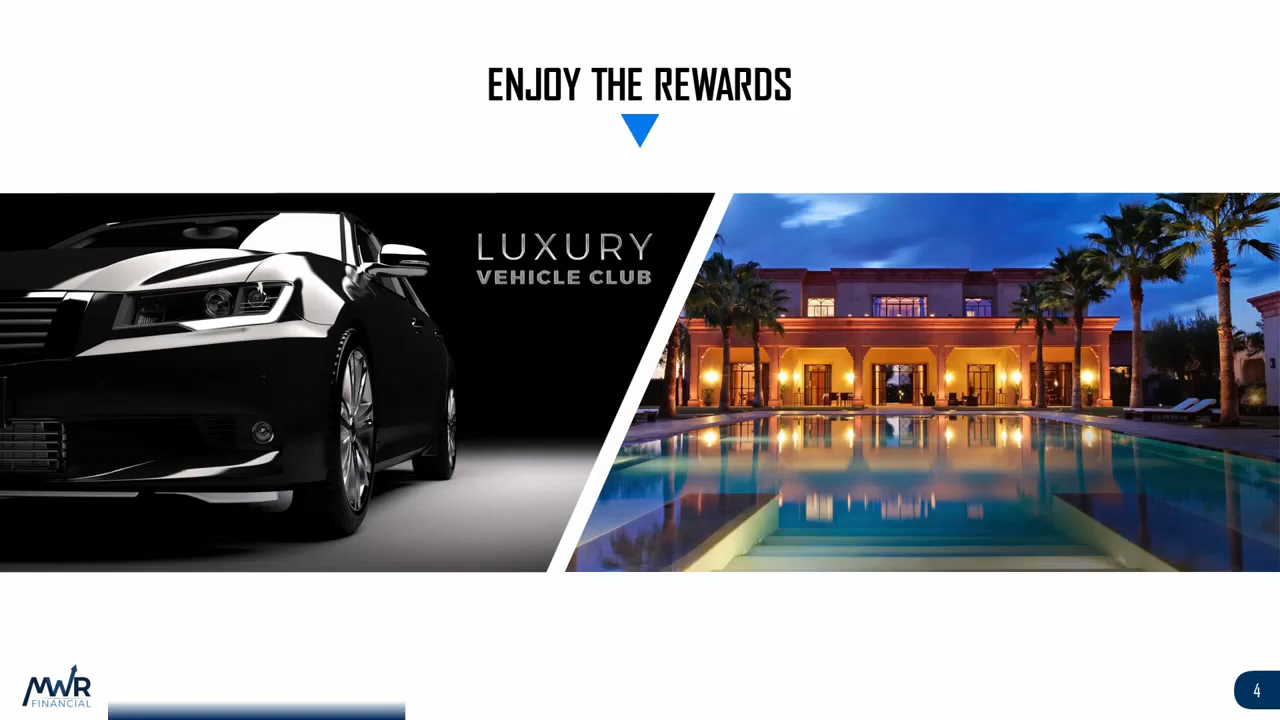 ENJOY THE REWARDS
LUXURY
VEHICLE CLUB
MWR
FINANCIAL
4